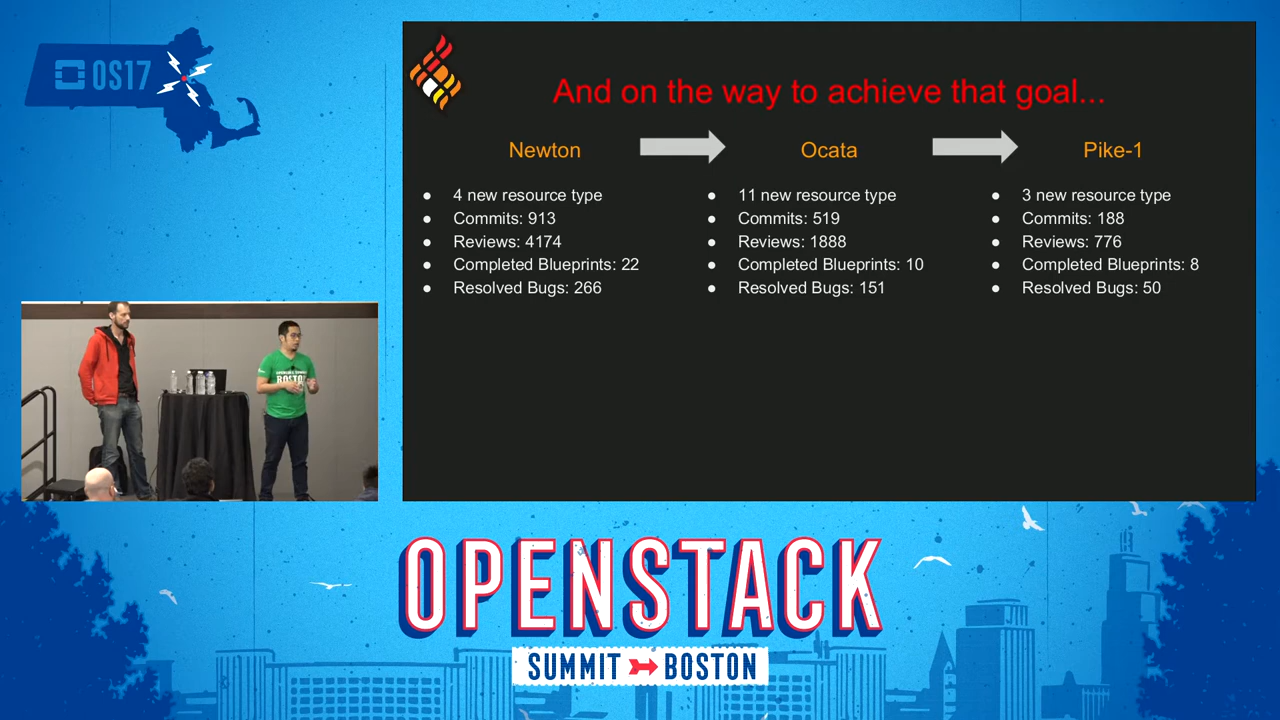 OS17
And on the way to achieve that goal...
Newton
Ocata
Pike-1
4 new resource type
Commits: 913
Reviews: 4174
Completed Blueprints: 22
Resolved Bugs: 266
11 new resource type
Commits: 519
Reviews: 1888
Completed Blueprints: 10
Resolved Bugs: 151
3 new resource type
Commits: 188
Reviews: 776
Completed Blueprints: 8
Resolved Bugs: 50
BOSTON
OPENSTACK
SUMMIT BOSTON